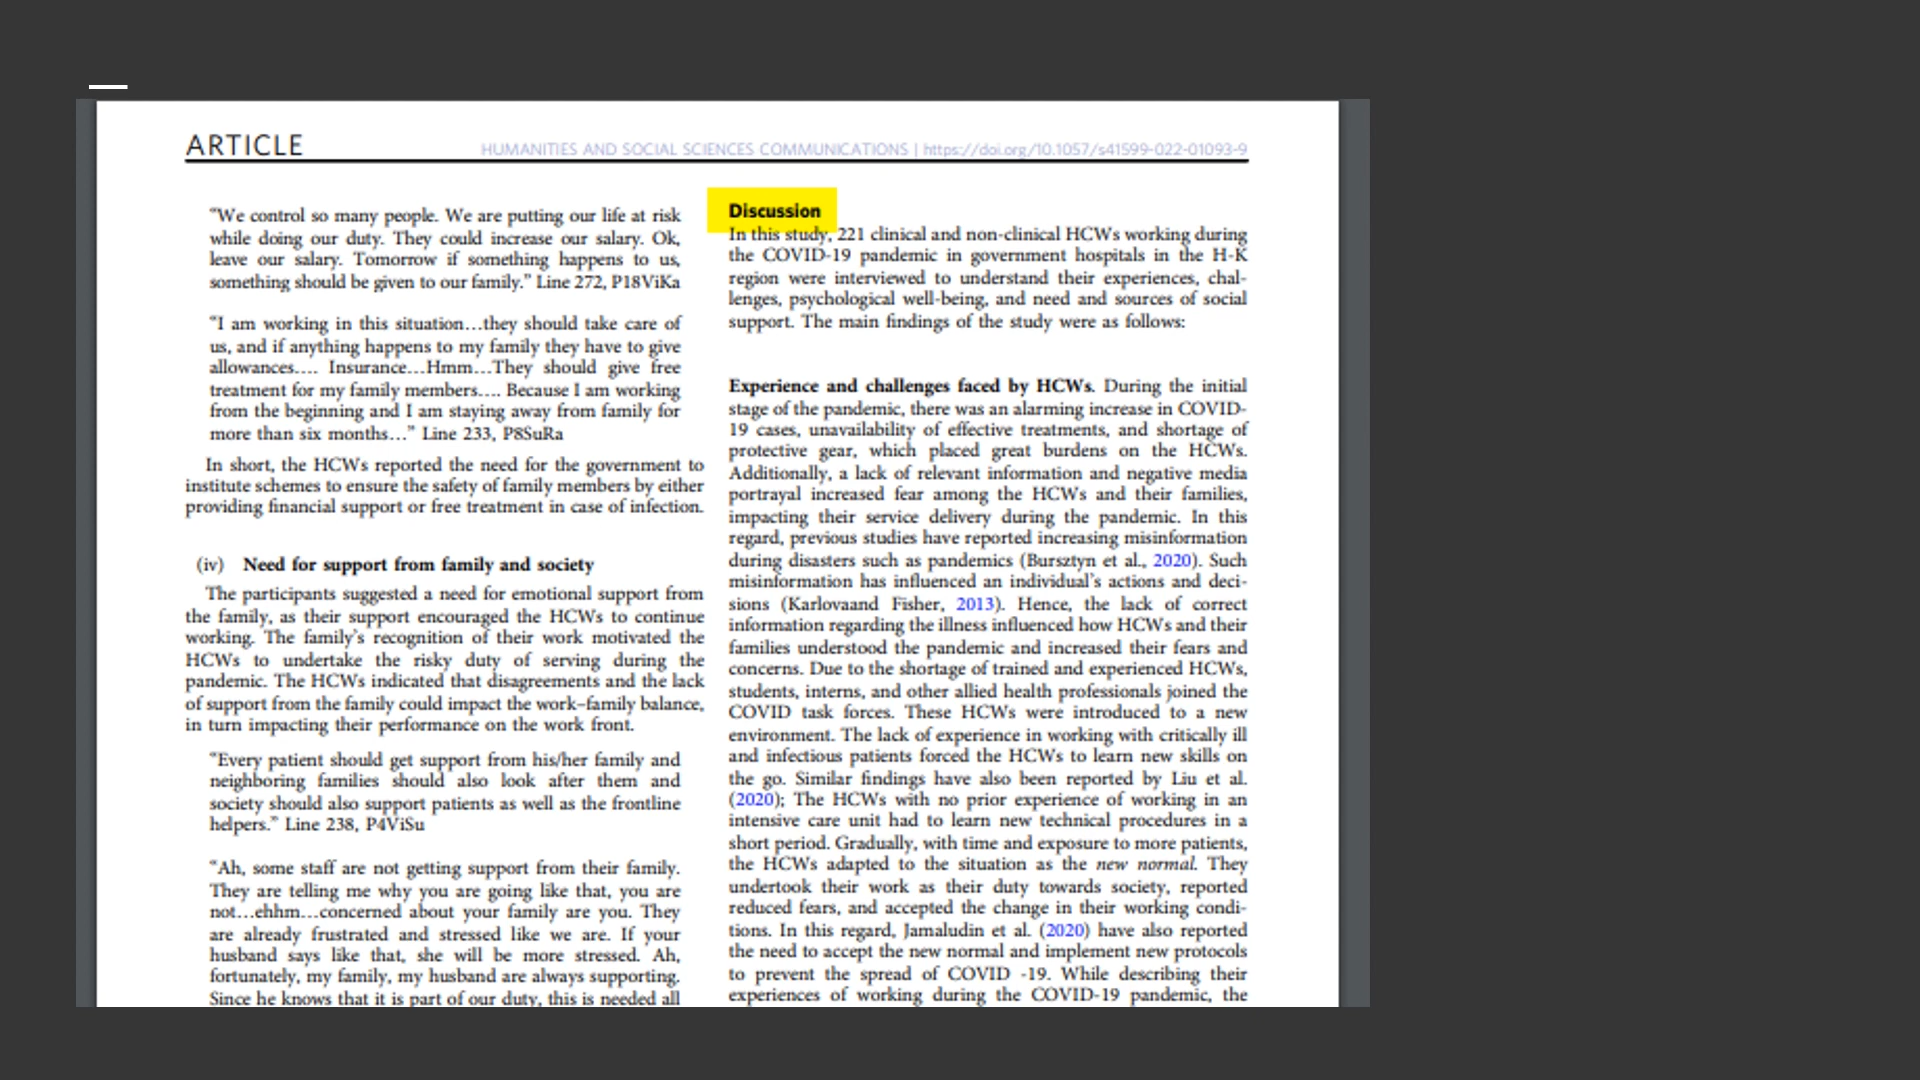 ARTICLE
HUMANITIES AND SOCIAL SCIENCES COMMUNICATIONS | https://doi.org/10.1057/s41599-022-01093-9
“We control so many people. We are putting our life at risk
while doing our duty. They could increase our salary. Ok,
leave our salary. Tomorrow if something happens to us,
something should be given to our family.” Line 272, P18ViKa
“I am working in this situation…they should take care of
us, and if anything happens to my family they have to give
allowances…. Insurance…Hmm…They should give free
treatment for my family members…. Because I am working
from the beginning and I am staying away from family for
more than six months…” Line 233, P8SuRa
In short, the HCWs reported the need for the government to
institute schemes to ensure the safety of family members by either
providing financial support or free treatment in case of infection.
(iv) Need for support from family and society
The participants suggested a need for emotional support from
the family, as their support encouraged the HCWs to continue
working. The family’s recognition of their work motivated the
HCWs to undertake the risky duty of serving during the
pandemic. The HCWs indicated that disagreements and the lack
of support from the family could impact the work–family balance,
in turn impacting their performance on the work front.
“Every patient should get support from his/her family and
neighboring families should also look after them and
society should also support patients as well as the frontline
helpers.” Line 238, P4ViSu
“Ah, some staff are not getting support from their family.
They are telling me why you are going like that, you are
not…ehhm…concerned about your family are you. They
are already frustrated and stressed like we are. If your
husband says like that, she will be more stressed. Ah,
fortunately, my family, my husband are always supporting.
Since he knows that it is part of our duty, this is needed all
Discussion
In this study, 221 clinical and non-clinical HCWs working during
the COVID-19 pandemic in government hospitals in the H-K
region were interviewed to understand their experiences, chal-
lenges, psychological well-being, and need and sources of social
support. The main findings of the study were as follows:
Experience and challenges faced by HCWs. During the initial
stage of the pandemic, there was an alarming increase in COVID-
19 cases, unavailability of effective treatments, and shortage of
protective gear, which placed great burdens on the HCWs.
Additionally, a lack of relevant information and negative media
portrayal increased fear among the HCWs and their families,
impacting their service delivery during the pandemic. In this
regard, previous studies have reported increasing misinformation
during disasters such as pandemics (Bursztyn et al., 2020). Such
misinformation has influenced an individual’s actions and deci-
sions (Karlovaand Fisher, 2013). Hence, the lack of correct
information regarding the illness influenced how HCWs and their
families understood the pandemic and increased their fears and
concerns. Due to the shortage of trained and experienced HCWs,
students, interns, and other allied health professionals joined the
COVID task forces. These HCWs were introduced to a new
environment. The lack of experience in working with critically ill
and infectious patients forced the HCWs to learn new skills on
the go. Similar findings have also been reported by Liu et al.
(2020); The HCWs with no prior experience of working in an
intensive care unit had to learn new technical procedures in a
short period. Gradually, with time and exposure to more patients,
the HCWs adapted to the situation as the new normal. They
undertook their work as their duty towards society, reported
reduced fears, and accepted the change in their working condi-
tions. In this regard, Jamaludin et al. (2020) have also reported
the need to accept the new normal and implement new protocols
to prevent the spread of COVID -19. While describing their
experiences of working during the COVID-19 pandemic, the